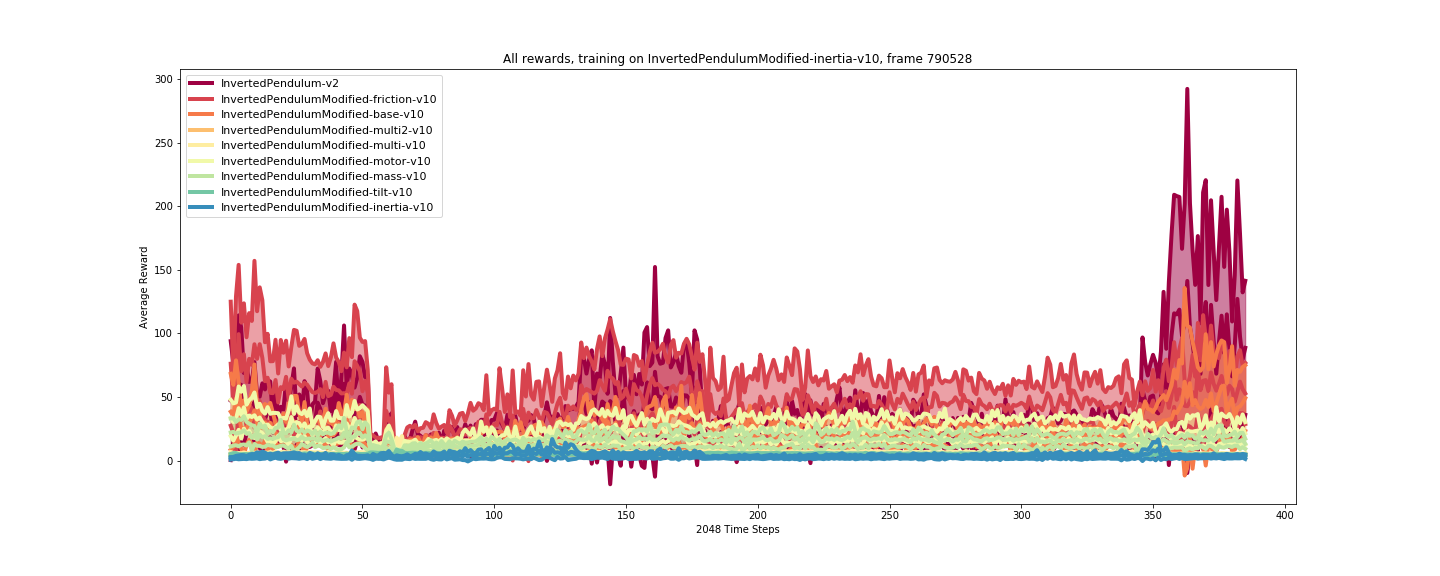 All rewards, training on InvertedPendulumModified-inertia-v10, frame 790528
300
250
200
150
100
50
0
Average Reward
InvertedPendulum-v2
InvertedPendulumModified-friction-v10
InvertedPendulumModified-base-v10
InvertedPendulumModified-multi2-v10
InvertedPendulumModified-multi-v10
InvertedPendulumModified-motor-v10
InvertedPendulumModified-mass-v10
InvertedPendulumModified-tilt-v10
InvertedPendulumModified-inertia-v10
0 50 100 150 200 250 300 350 400
2048 Time Steps